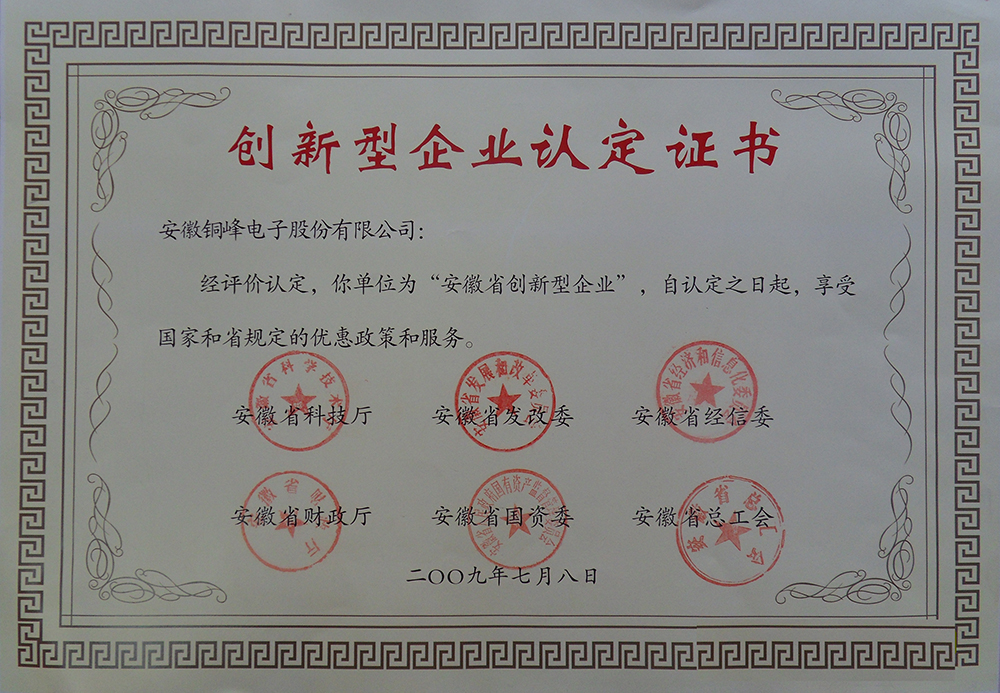 创新型企业认定证书
安徽铜峰电子股份有限公司：
经评价认定，你单位为“安徽省创新型企业”，自认定之日起，享受
国家和省规定的优惠政策和服务。
安徽省科技厅 安徽省发改委 安徽省经信委
安徽省财政厅 安徽省国资委 安徽省总工会
二〇〇九年七月八日